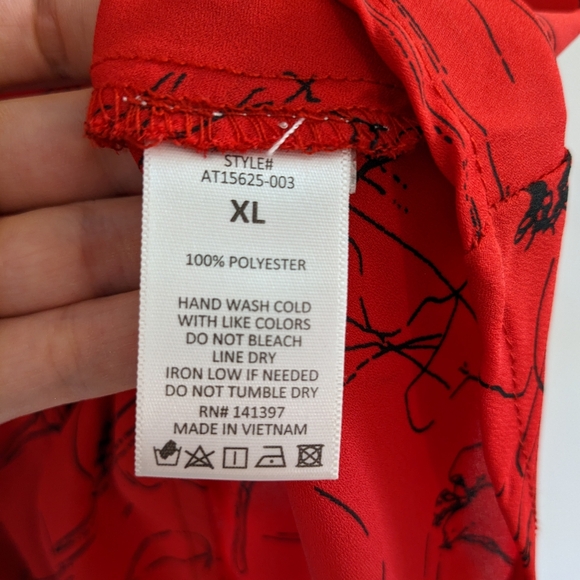 STYLE#
AT15625-003
XL
100% POLYESTER
HAND WASH COLD
WITH LIKE COLORS
DO NOT BLEACH
LINE DRY
IRON LOW IF NEEDED
DO NOT TUMBLE DRY
RN# 141397
MADE IN VIETNAM